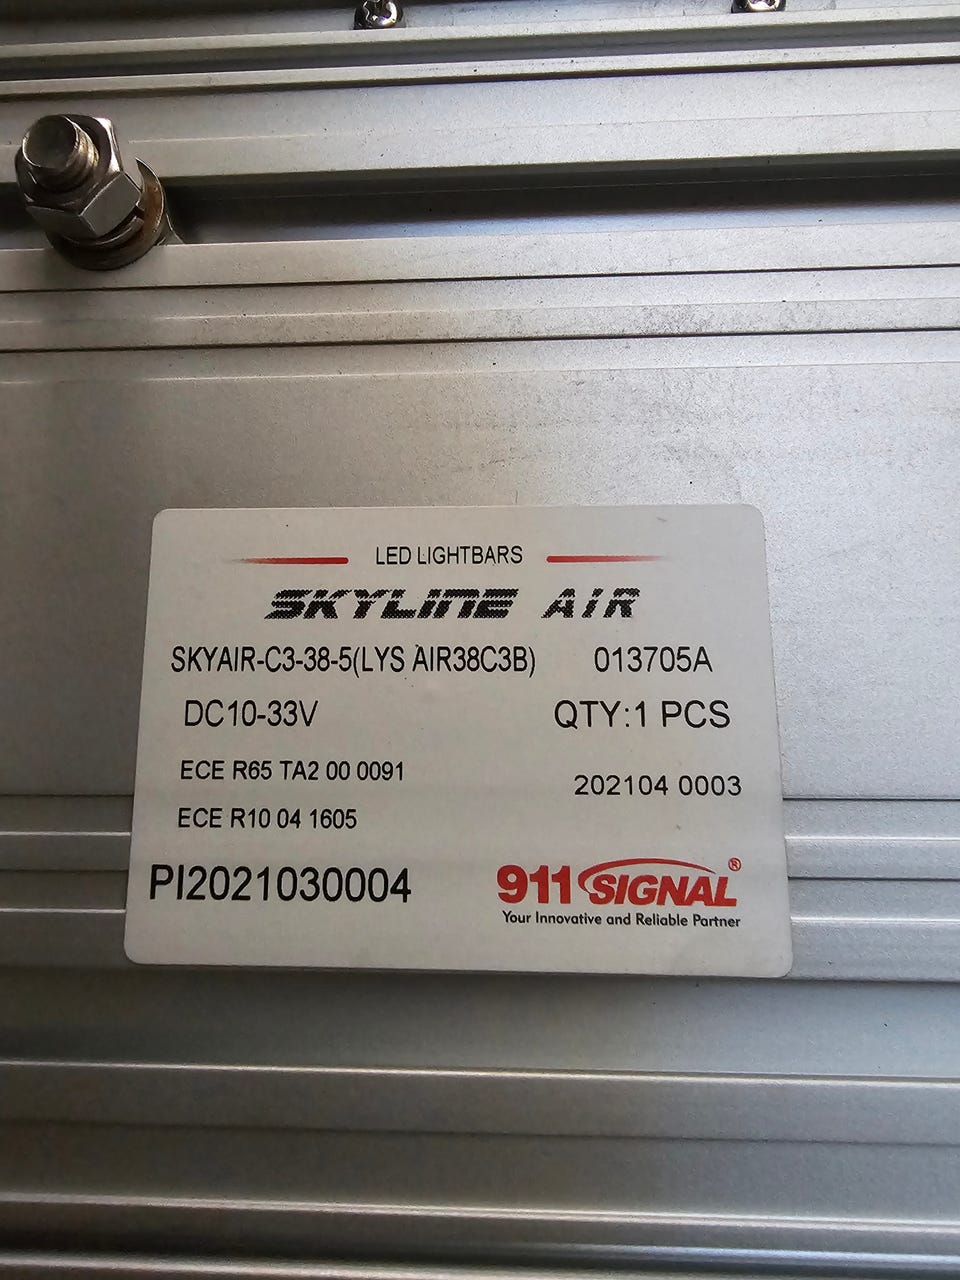 LED LIGHTBARS
SKYLINE AIR
SKYAIR-C3-38-5(LYS AIR38C3B) 013705A
DC10-33V QTY:1 PCS
ECE R65 TA2 00 0091
202104 0003
ECE R10 04 1605
PI2021030004
911 SIGNAL®
Your Innovative and Reliable Partner